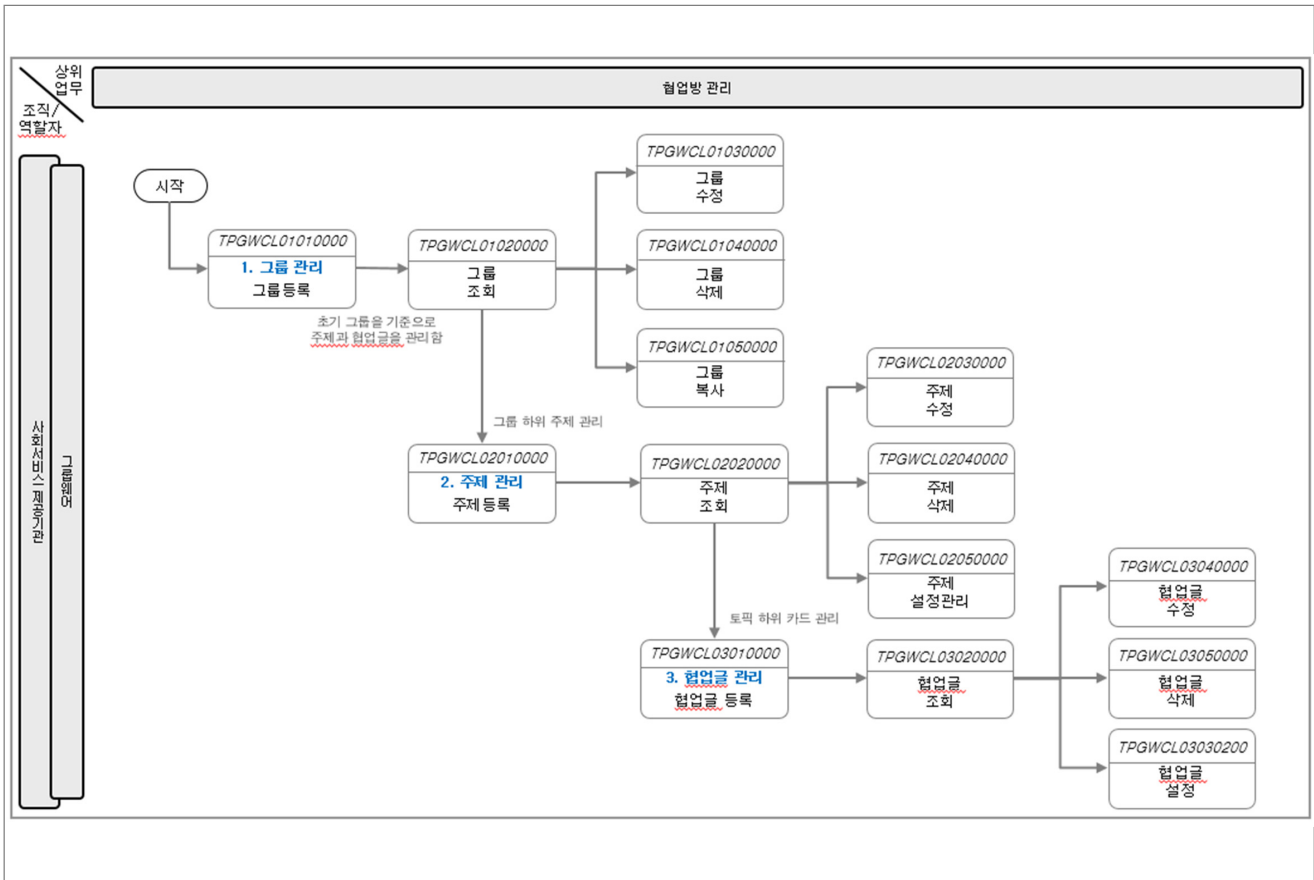 상위
업무
조직/
역할자
협업방 관리
사회서비스 제공기관
그룹웨어
시작
TPGWCL01010000
1. 그룹 관리
그룹등록
TPGWCL01020000
그룹
조회
TPGWCL01030000
그룹
수정
TPGWCL01040000
그룹
삭제
TPGWCL01050000
그룹
복사
초기 그룹을 기준으로
주제과 협업글을 관리함
그룹 하위 주제 관리
TPGWCL02010000
2. 주제 관리
주제등록
TPGWCL02020000
주제
조회
TPGWCL02030000
주제
수정
TPGWCL02040000
주제
삭제
TPGWCL02050000
주제
설정관리
토픽 하위 카드 관리
TPGWCL03010000
3. 협업글 관리
협업글 등록
TPGWCL03020000
협업글
조회
TPGWCL03040000
협업글
수정
TPGWCL03050000
협업글
삭제
TPGWCL03030200
협업글
설정